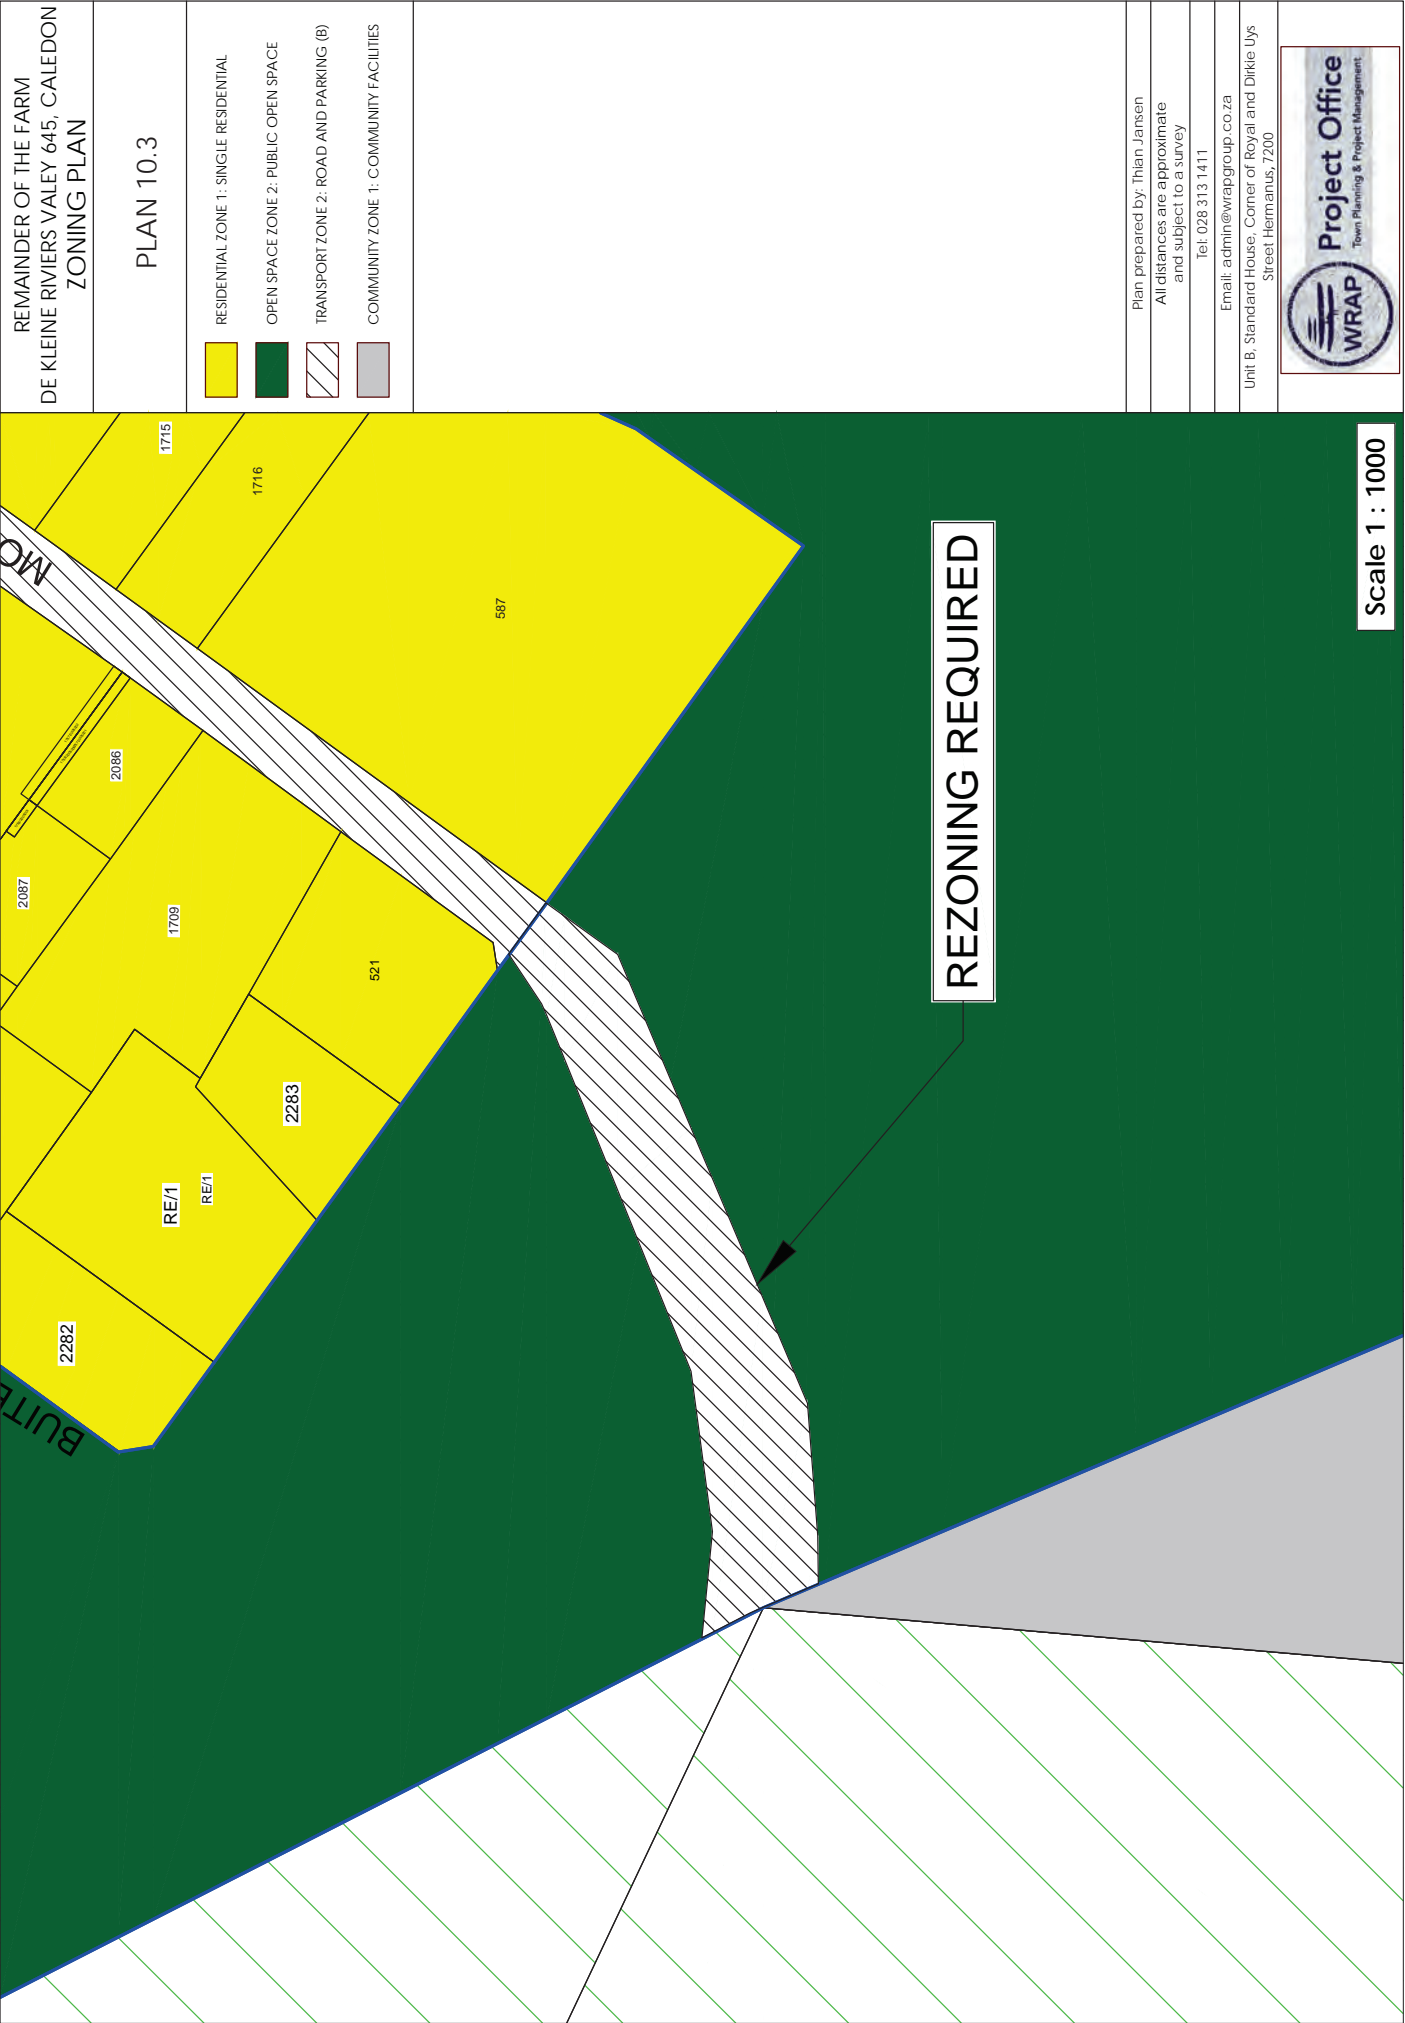 REMAINDER OF THE FARM
DE KLEINE RIVIERS VALEY 645, CALEDON
ZONING PLAN
PLAN 10.3
RESIDENTIAL ZONE 1: SINGLE RESIDENTIAL
OPEN SPACE ZONE 2: PUBLIC OPEN SPACE
TRANSPORT ZONE 2: ROAD AND PARKING (B)
COMMUNITY ZONE 1: COMMUNITY FACILITIES
Plan prepared by: Thian Jansen
All distances are approximate
and subject to a survey
Tel: 028 313 1411
Email: admin@wrapgroup.co.za
Unit B, Standard House, Corner of Royal and Dirkie Uys
Street Hermanus, 7200
WRAP
Project Office
Town Planning & Project Management
MO
1715
1716
587
2086
2087
1709
521
2283
RE/1
RE/1
2282
BUITE
REZONING REQUIRED
Scale 1 : 1000